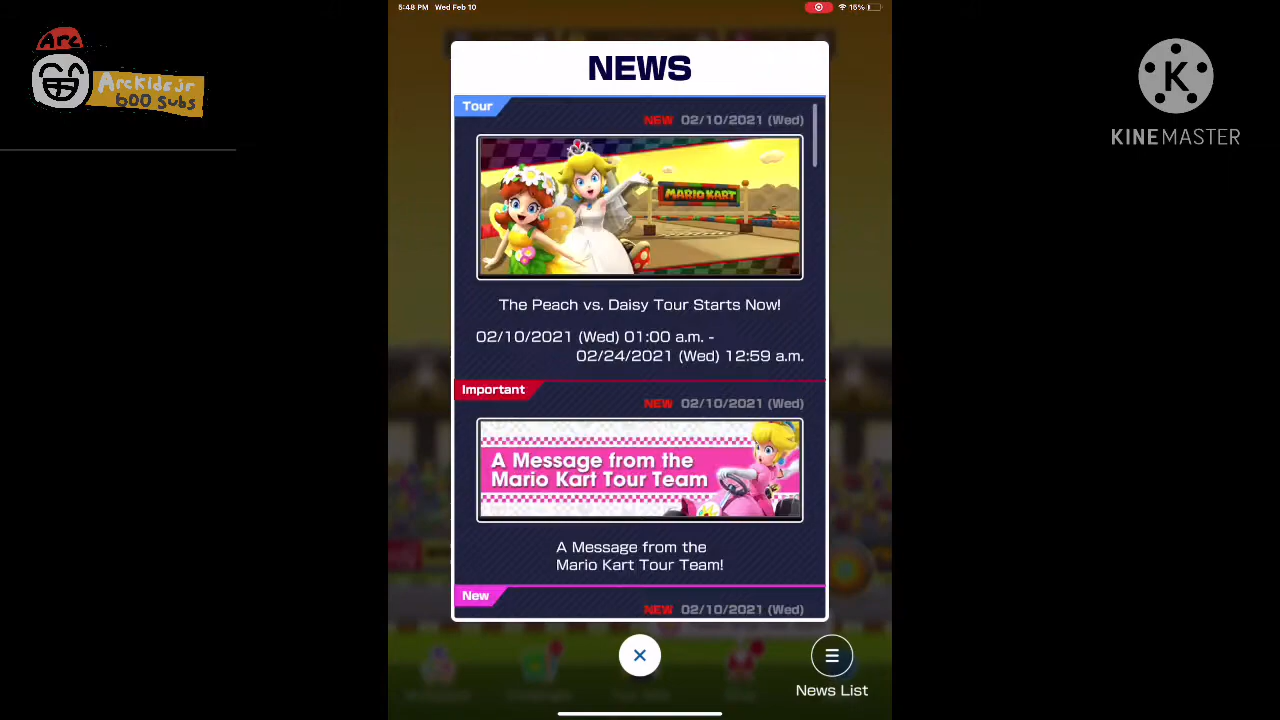 5:48 PM Wed Feb 10
15%
Arc
Arckidsjr
600 Subs
K
KINEMASTER
NEWS
Tour
NEW 02/10/2021 (Wed)
MARIO KART
The Peach vs. Daisy Tour Starts Now!
02/10/2021 (Wed) 01:00 a.m. -
02/24/2021 (Wed) 12:59 a.m.
Important
NEW 02/10/2021 (Wed)
A Message from the
Mario Kart Tour Team
A Message from the
Mario Kart Tour Team!
New
NEW 02/10/2021 (Wed)
News List